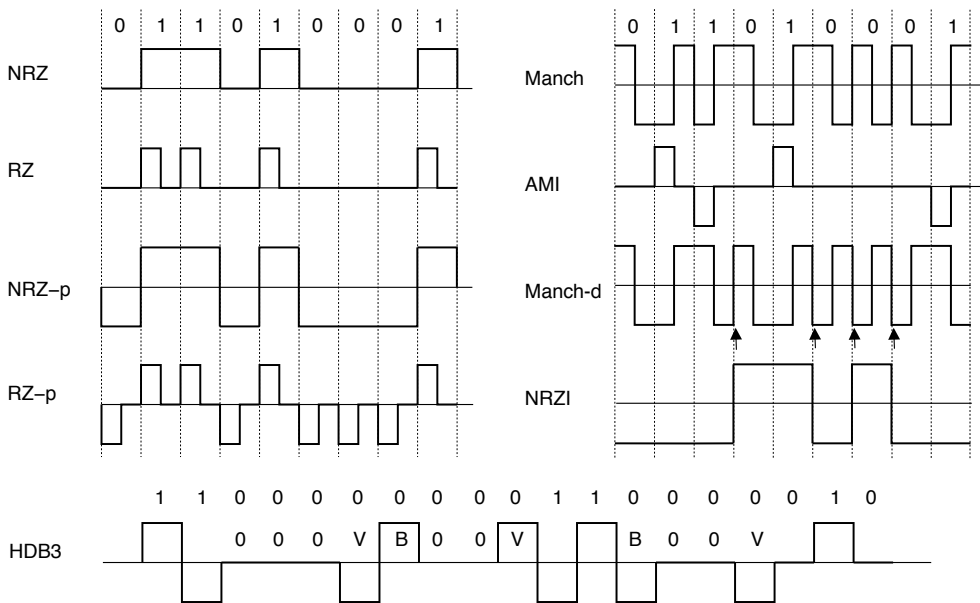 0 1 1 0 1 0 0 0 1
NRZ
RZ
NRZ–p
RZ–p
0 1 1 0 1 0 0 0 1
Manch
AMI
Manch-d
NRZI
1 1 0 0 0 0 0 0 0 0 1 1 0 0 0 0 0 1 0
HDB3
0 0 0 V B 0 0 V B 0 0 V